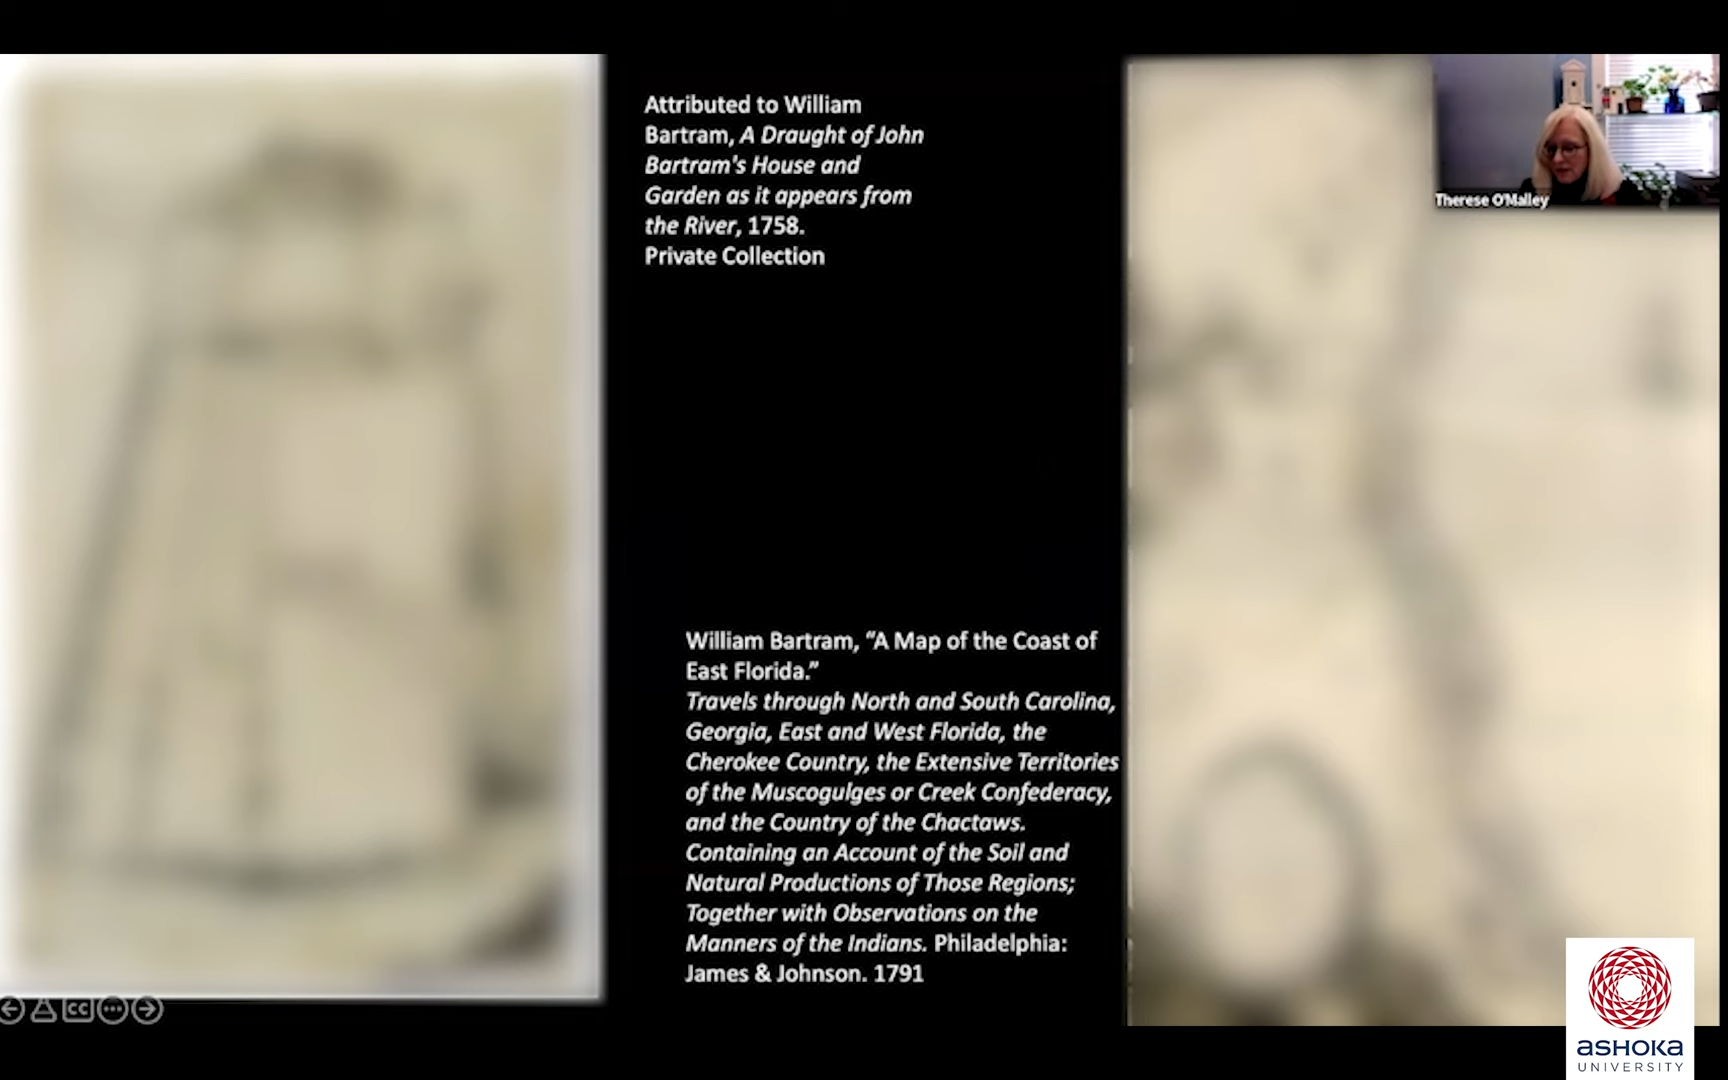 Attributed to William
Bartram, A Draught of John
Bartram's House and
Garden as it appears from
the River, 1758.
Private Collection
Therese O'Malley
William Bartram, “A Map of the Coast of
East Florida.”
Travels through North and South Carolina,
Georgia, East and West Florida, the
Cherokee Country, the Extensive Territories
of the Muscogulges or Creek Confederacy,
and the Country of the Chactaws.
Containing an Account of the Soil and
Natural Productions of Those Regions;
Together with Observations on the
Manners of the Indians. Philadelphia:
James & Johnson. 1791
CC
ASHOKA
UNIVERSITY